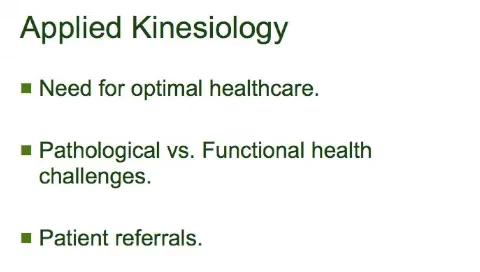 Applied Kinesiology
Need for optimal healthcare.
Pathological vs. Functional health
challenges.
Patient referrals.